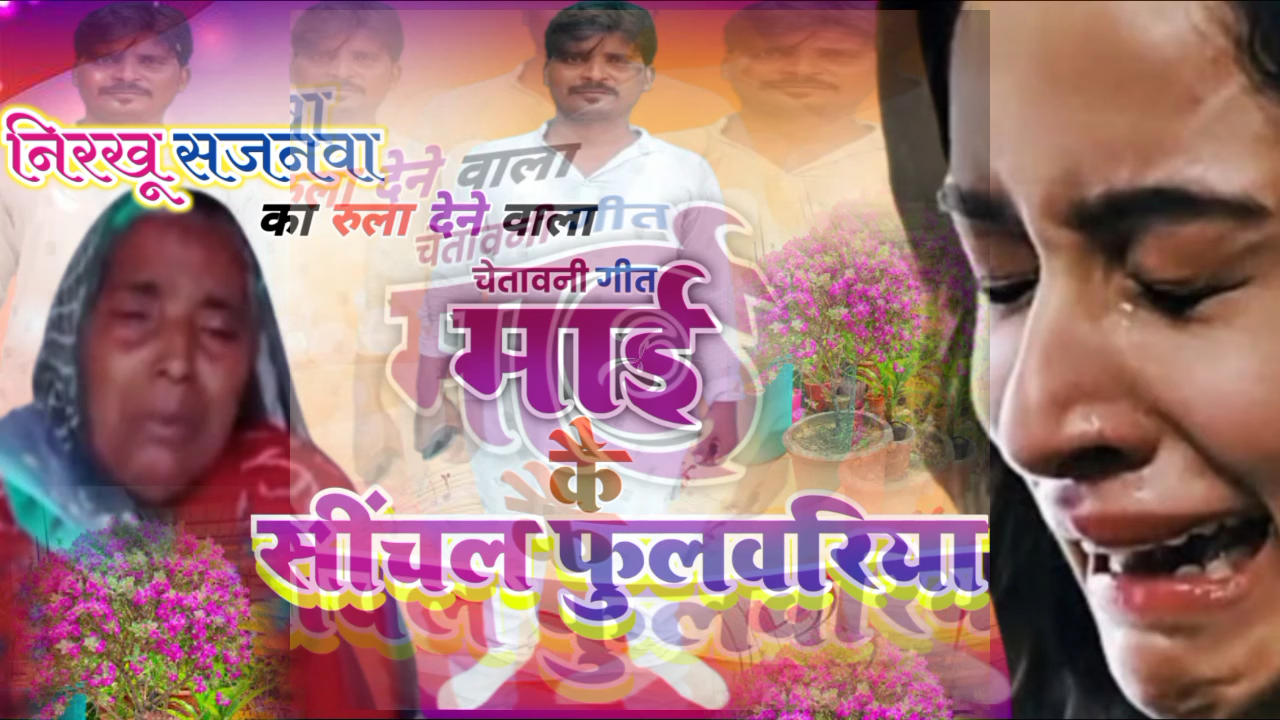 निरखू सजनवा
का रुला देने वाला
चेतावनी गीत
माई
कै
सींचल फुलवरिया